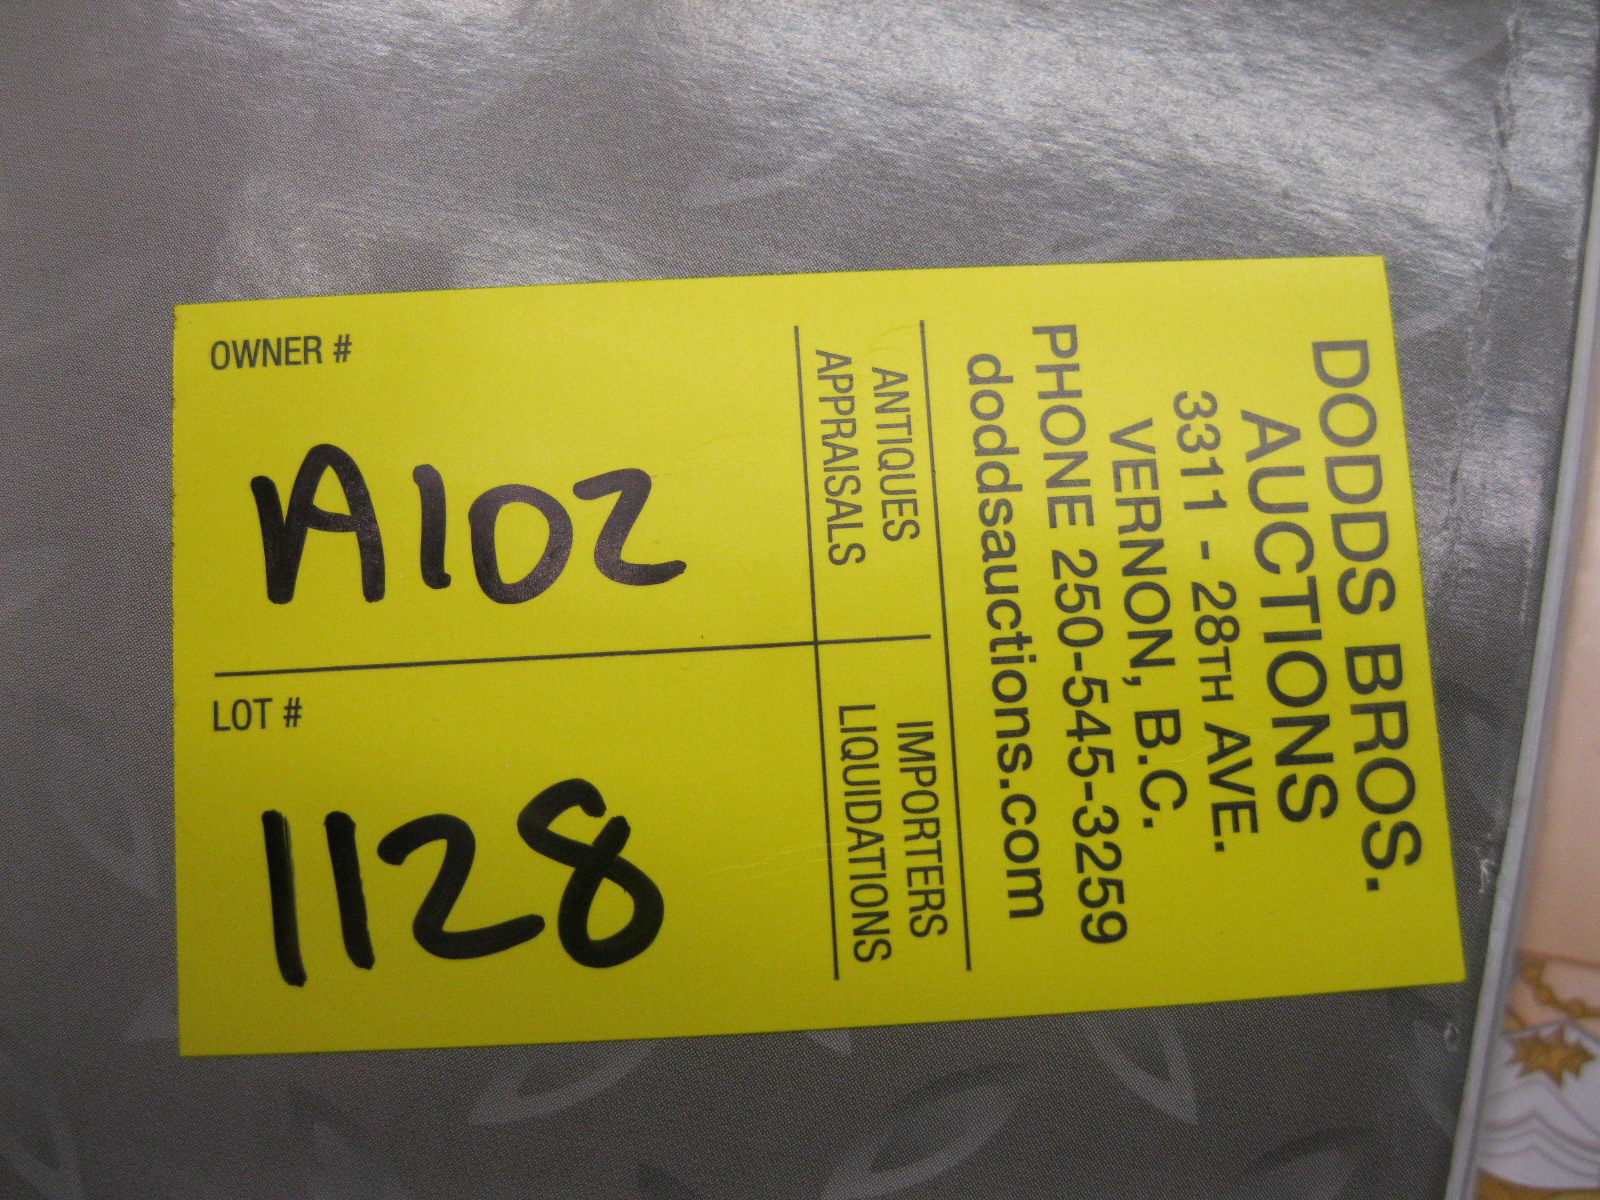 DODDS BROS.
AUCTIONS
3311 - 28TH AVE.
VERNON, B.C.
PHONE 250-545-3259
doddsauctions.com
ANTIQUES
APPRAISALS
IMPORTERS
LIQUIDATIONS
OWNER #
A102
LOT #
1128